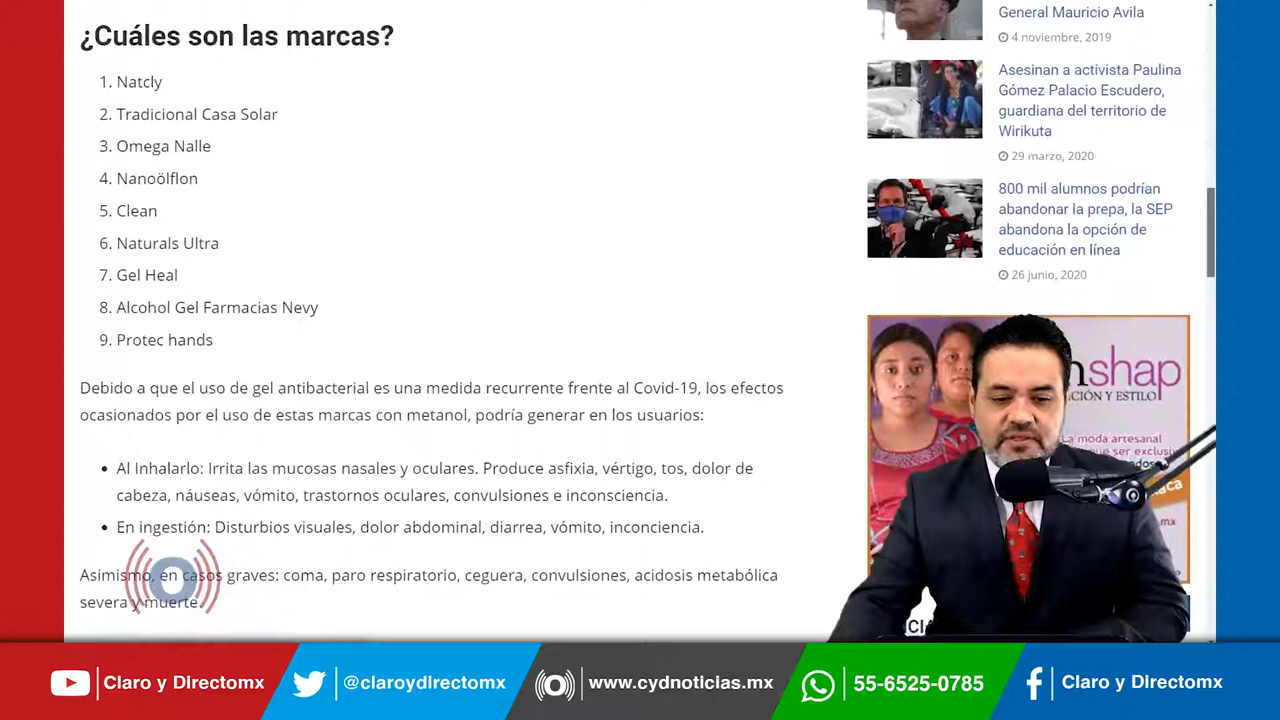 ¿Cuáles son las marcas?
1. Natcly
2. Tradicional Casa Solar
3. Omega Nalle
4. Nanoölflon
5. Clean
6. Naturals Ultra
7. Gel Heal
8. Alcohol Gel Farmacias Nevy
9. Protec hands
Debido a que el uso de gel antibacterial es una medida recurrente frente al Covid-19, los efectos
ocasionados por el uso de estas marcas con metanol, podría generar en los usuarios:
• Al Inhalarlo: Irrita las mucosas nasales y oculares. Produce asfixia, vértigo, tos, dolor de
cabeza, náuseas, vómito, trastornos oculares, convulsiones e inconsciencia.
• En ingestión: Disturbios visuales, dolor abdominal, diarrea, vómito, inconciencia.
Asimismo, en casos graves: coma, paro respiratorio, ceguera, convulsiones, acidosis metabólica
severa y muerte.
General Mauricio Avila
4 noviembre, 2019
Asesinan a activista Paulina
Gómez Palacio Escudero,
guardiana del territorio de
Wirikuta
29 marzo, 2020
800 mil alumnos podrían
abandonar la prepa, la SEP
abandona la opción de
educación en línea
26 junio, 2020
nshap
CIÓN Y ESTILO
La moda artesanal
que ser exclusiv
aca
.mx
CI
Claro y Directomx
@claroydirectomx
www.cydnoticias.mx
55-6525-0785
Claro y Directomx